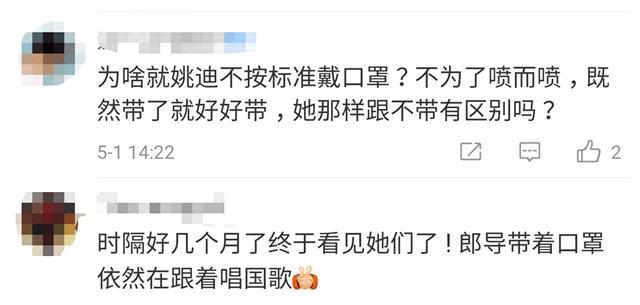 为啥就姚迪不按标准戴口罩？不为了喷而喷，既
然带了就好好带，她那样跟不带有区别吗？
5-1 14:22
2
时隔好几个月了终于看见她们了！郎导带着口罩
依然在跟着唱国歌